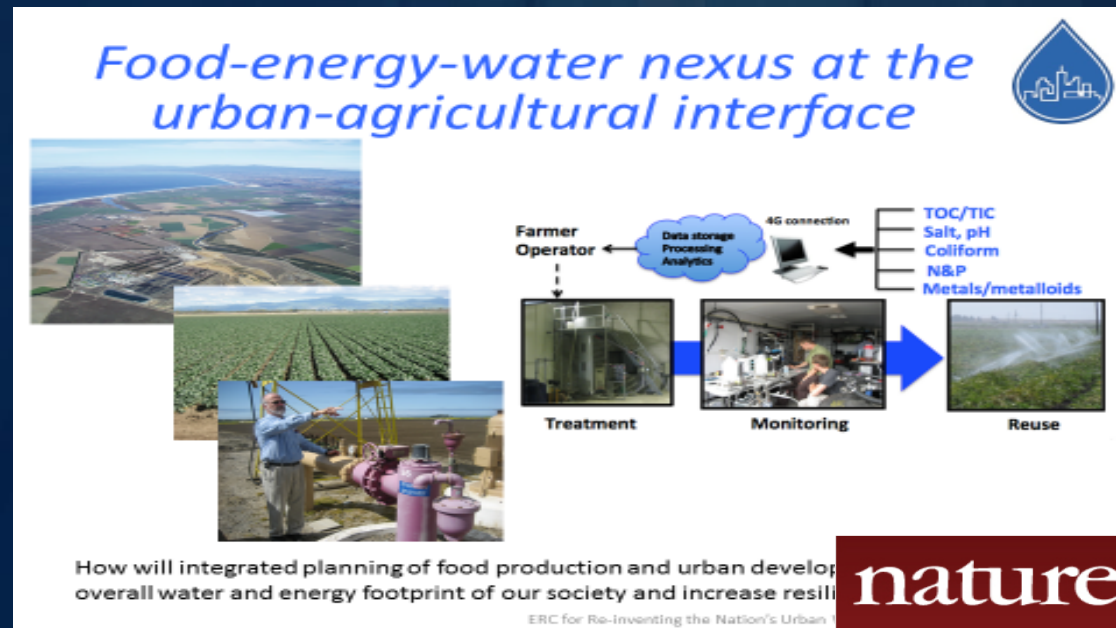 Food-energy-water nexus at the
urban-agricultural interface
Farmer
Operator
Data storage
Processing
Analytics
4G connection
TOC/TIC
Salt, pH
Coliform
N&P
Metals/metalloids
Treatment
Monitoring
Reuse
How will integrated planning of food production and urban develop
overall water and energy footprint of our society and increase resili
ERC for Re-inventing the Nation's Urban
nature